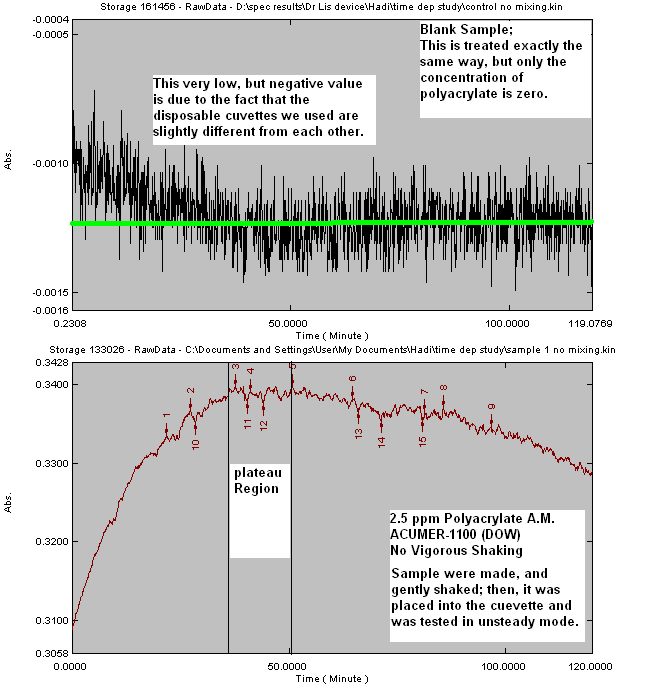 Storage 161456 - RawData - D:\spec results\Dr Lis device\Hadi\time dep study\control no mixing.kin
-0.0004
-0.0005
Blank Sample;
This is treated exactly the
same way, but only the
concentration of
polyacrylate is zero.
This very low, but negative value
is due to the fact that the
disposable cuvettes we used are
slightly different from each other.
Abs.
-0.0010
-0.0015
-0.0016
0.2308
50.0000
100.0000
119.0769
Time ( Minute )
Storage 133026 - RawData - C:\Documents and Settings\User\My Documents\Hadi\time dep study\sample 1 no mixing.kin
0.3428
0.3400
1
2
3
4
5
6
7
8
9
10
11
12
13
14
15
0.3300
plateau
Region
Abs.
2.5 ppm Polyacrylate A.M.
ACUMER-1100 (DOW)
No Vigorous Shaking
Sample were made, and
gently shaked; then, it was
placed into the cuevette and
was tested in unsteady mode.
0.3200
0.3100
0.3058
0.0000
50.0000
100.0000
120.0000
Time ( Minute )